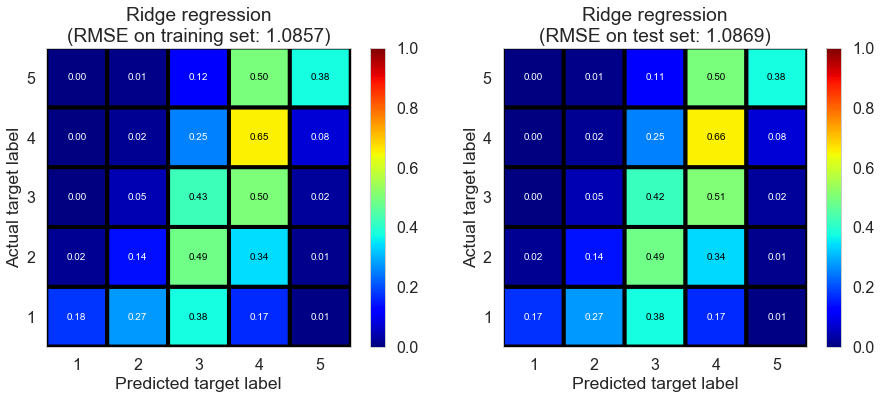 Ridge regression
(RMSE on training set: 1.0857)
Actual target label
5
0.00 0.01 0.12 0.50 0.38
4
0.00 0.02 0.25 0.65 0.08
3
0.00 0.05 0.43 0.50 0.02
2
0.02 0.14 0.49 0.34 0.01
1
0.18 0.27 0.38 0.17 0.01
1 2 3 4 5
Predicted target label
1.0
0.8
0.6
0.4
0.2
0.0
Ridge regression
(RMSE on test set: 1.0869)
Actual target label
5
0.00 0.01 0.11 0.50 0.38
4
0.00 0.02 0.25 0.66 0.08
3
0.00 0.05 0.42 0.51 0.02
2
0.02 0.14 0.49 0.34 0.01
1
0.17 0.27 0.38 0.17 0.01
1 2 3 4 5
Predicted target label
1.0
0.8
0.6
0.4
0.2
0.0